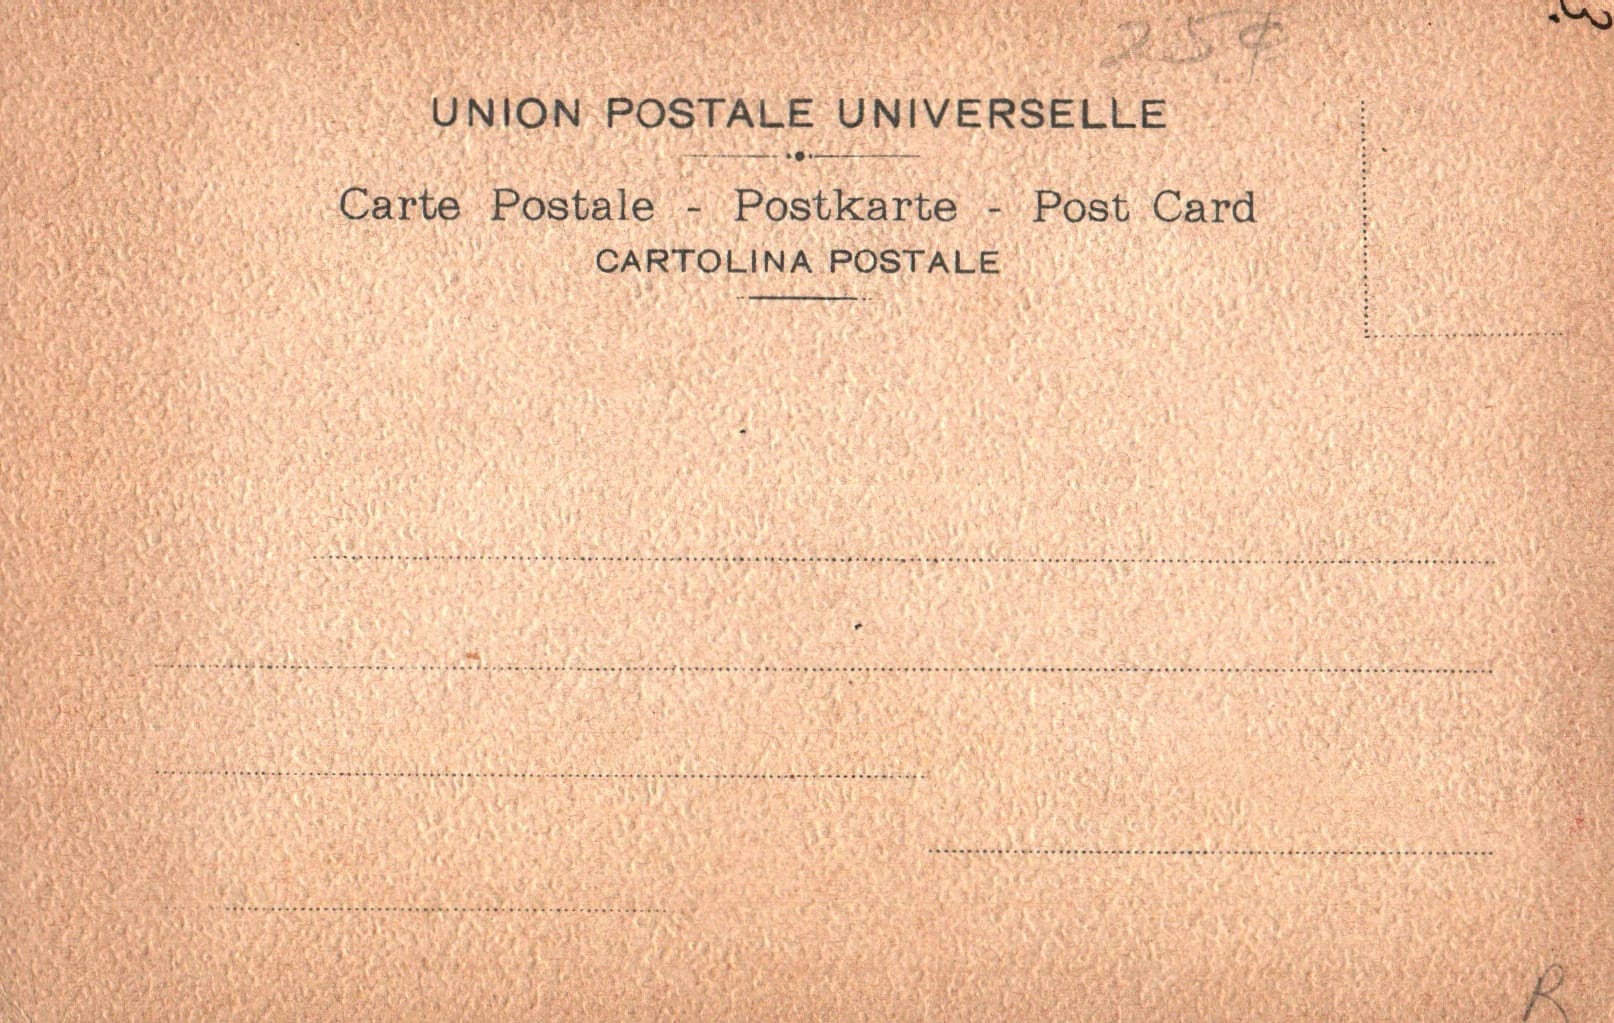 25¢
UNION POSTALE UNIVERSELLE
Carte Postale - Postkarte - Post Card
CARTOLINA POSTALE
R